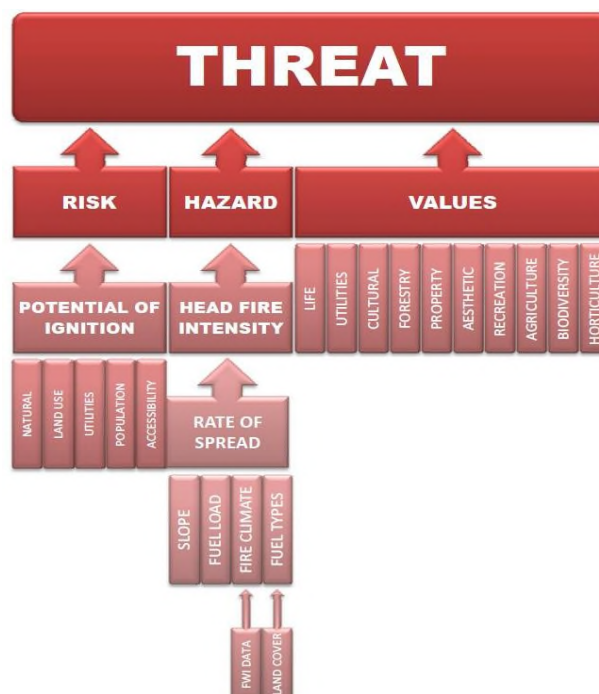 THREAT
RISK
HAZARD
VALUES
POTENTIAL OF
IGNITION
HEAD FIRE
INTENSITY
LIFE
UTILITIES
CULTURAL
FORESTRY
PROPERTY
AESTHETIC
RECREATION
AGRICULTURE
BIODIVERSITY
HORTICULTURE
NATURAL
LAND USE
UTILITIES
POPULATION
ACCESSIBILITY
RATE OF
SPREAD
SLOPE
FUEL LOAD
FIRE CLIMATE
FUEL TYPES
FWI DATA
LAND COVER